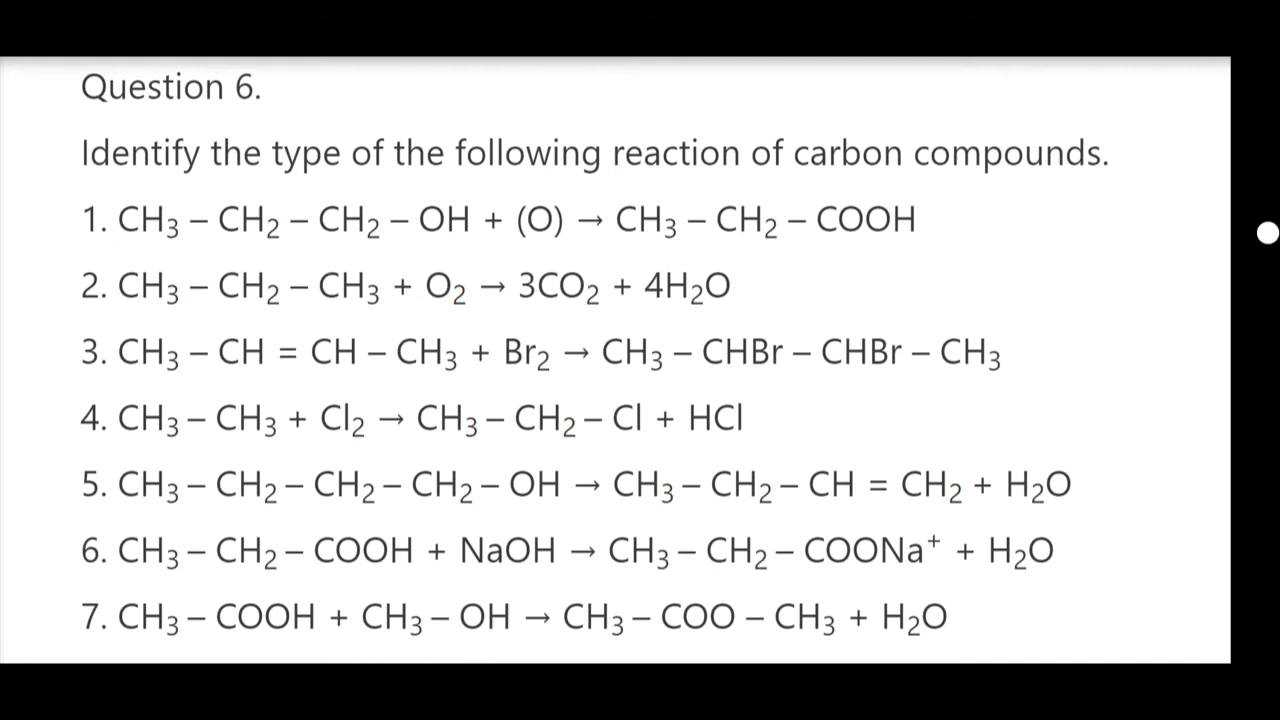 Question 6.
Identify the type of the following reaction of carbon compounds.
1. CH₃ – CH₂ – CH₂ – OH + (O) → CH₃ – CH₂ – COOH
2. CH₃ – CH₂ – CH₃ + O₂ → 3CO₂ + 4H₂O
3. CH₃ – CH = CH – CH₃ + Br₂ → CH₃ – CHBr – CHBr – CH₃
4. CH₃ – CH₃ + Cl₂ → CH₃ – CH₂ – Cl + HCl
5. CH₃ – CH₂ – CH₂ – CH₂ – OH → CH₃ – CH₂ – CH = CH₂ + H₂O
6. CH₃ – CH₂ – COOH + NaOH → CH₃ – CH₂ – COONa⁺ + H₂O
7. CH₃ – COOH + CH₃ – OH → CH₃ – COO – CH₃ + H₂O